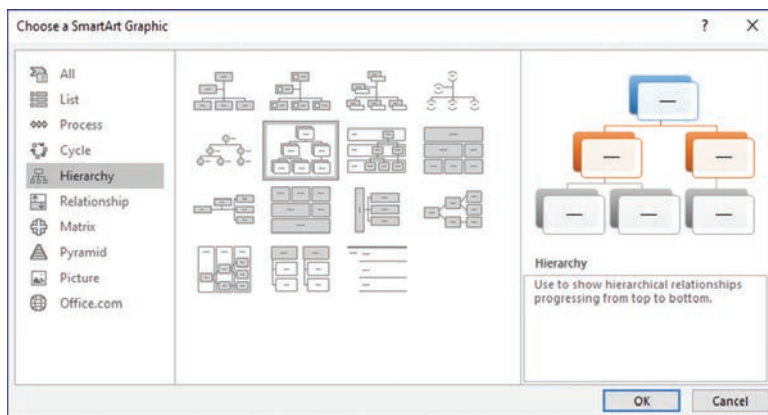 Choose a SmartArt Graphic
?
All
List
Process
Cycle
Hierarchy
Relationship
Matrix
Pyramid
Picture
Office.com
Hierarchy
Use to show hierarchical relationships
progressing from top to bottom.
OK
Cancel